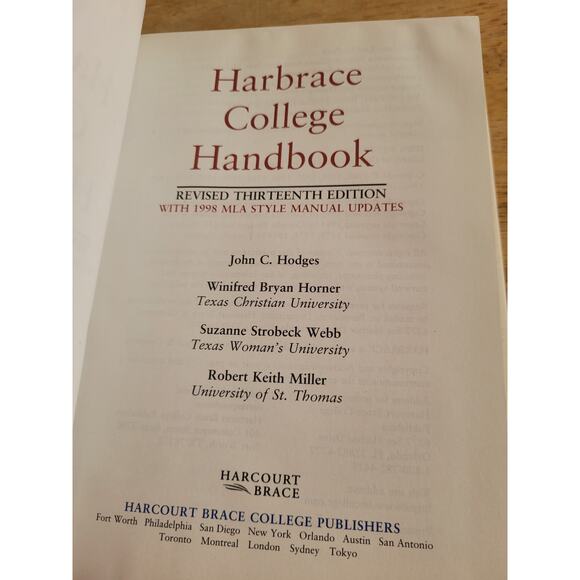 Harbrace
College
Handbook
REVISED THIRTEENTH EDITION
WITH 1998 MLA STYLE MANUAL UPDATES
John C. Hodges
Winifred Bryan Horner
Texas Christian University
Suzanne Strobeck Webb
Texas Woman's University
Robert Keith Miller
University of St. Thomas
HARCOURT
BRACE
HARCOURT BRACE COLLEGE PUBLISHERS
Fort Worth Philadelphia San Diego New York Orlando Austin San Antonio
Toronto Montreal London Sydney Tokyo